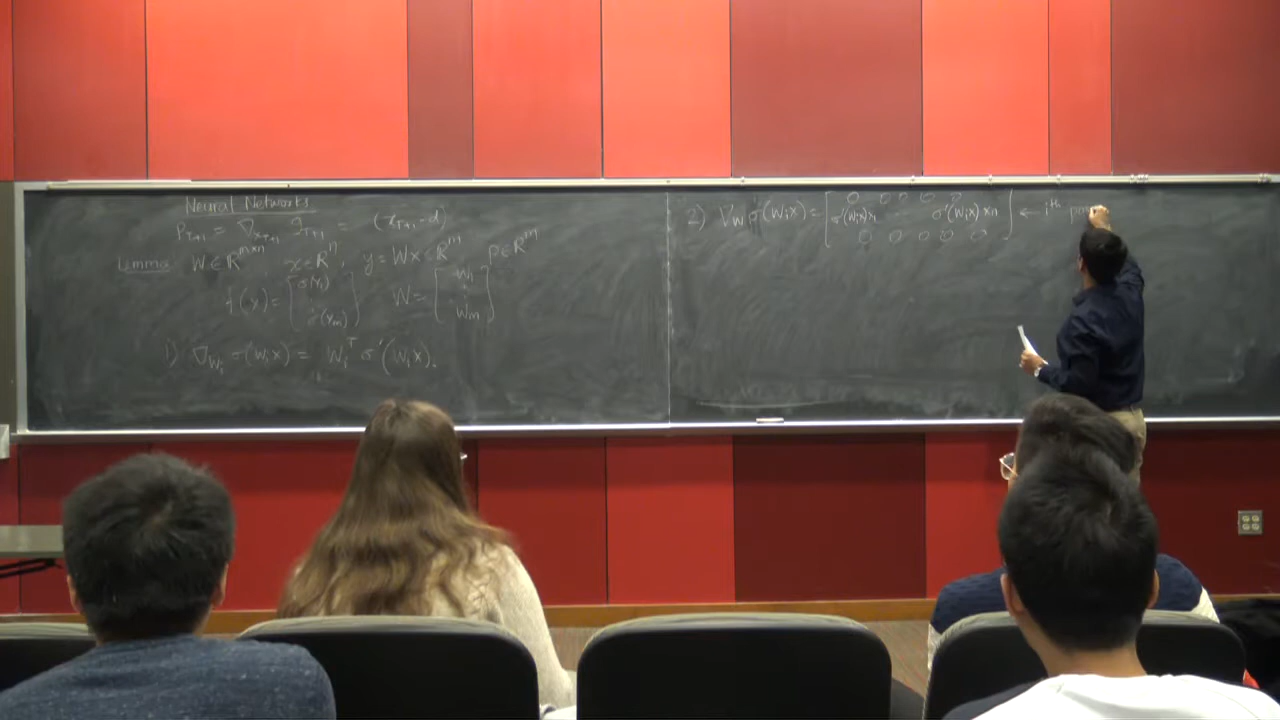 Neural Networks
P_{T+1} = ∇_{x_{T+1}} g_{T+1} = (x_{T+1} - d)
Lemma W ∈ R^{m×n} x ∈ R^n, y = Wx ∈ R^m p ∈ R^m
f(y) = [σ(y_1) ⋮ σ(y_m)] W = [-W_1- ⋮ -W_m-]
1) ∇_{W_i} σ(W_i x) = W_i^T σ'(W_i x).
2) ∇_W σ(W_i x) = [0 0 0 0 0
σ'(W_i x) x_1 ... σ'(W_i x) x_n
0 0 0 0 0] ← i^th